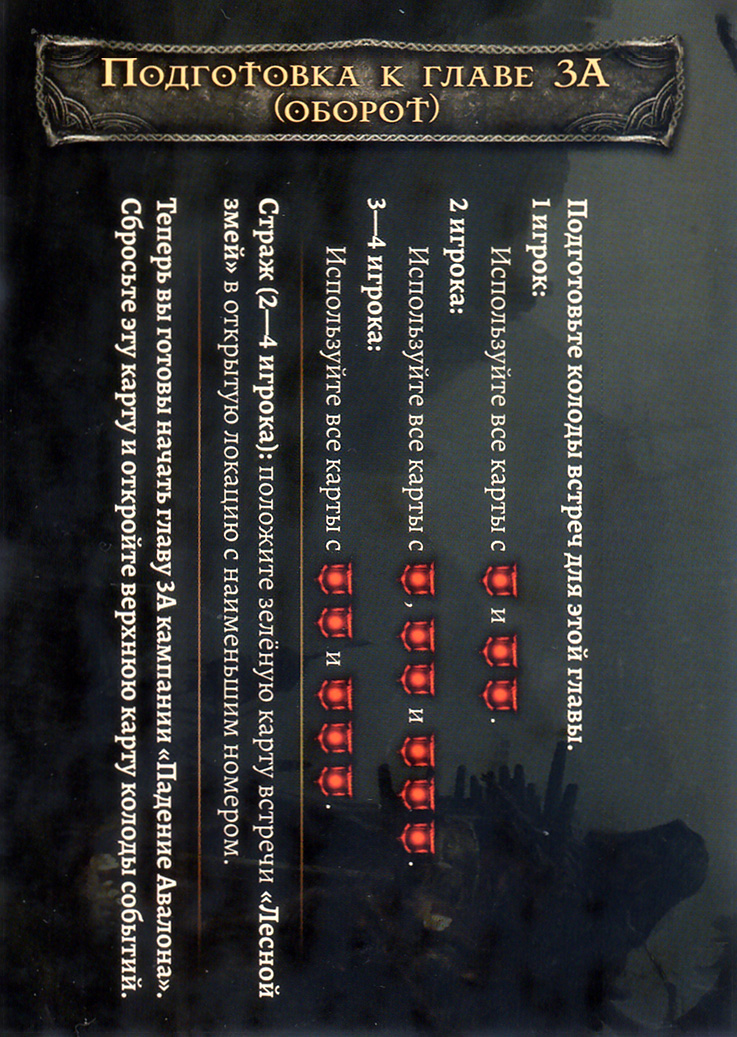 Подготовка к главе 3А
(оборот)
Подготовьте колоды встреч для этой главы.
1 игрок:
Используйте все карты с и .
2 игрока:
Используйте все карты с , и .
3—4 игрока:
Используйте все карты с и .
Страж (2—4 игрока): положите зелёную карту встречи «Лесной
змей» в открытую локацию с наименьшим номером.
Теперь вы готовы начать главу 3А кампании «Падение Авалона».
Сбросьте эту карту и откройте верхнюю карту колоды событий.